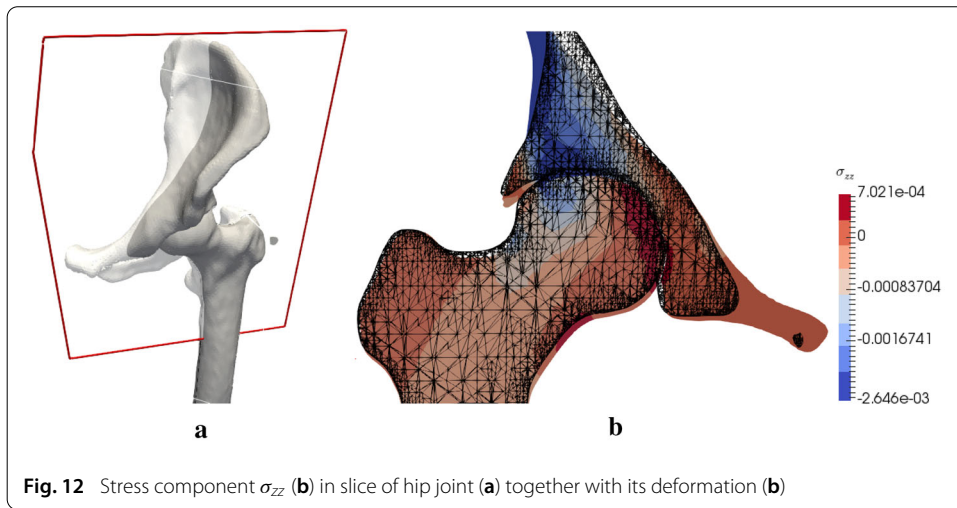 σzz
7.021e-04
0
-0.00083704
-0.0016741
-2.646e-03
a
b
Fig. 12 Stress component σzz (b) in slice of hip joint (a) together with its deformation (b)